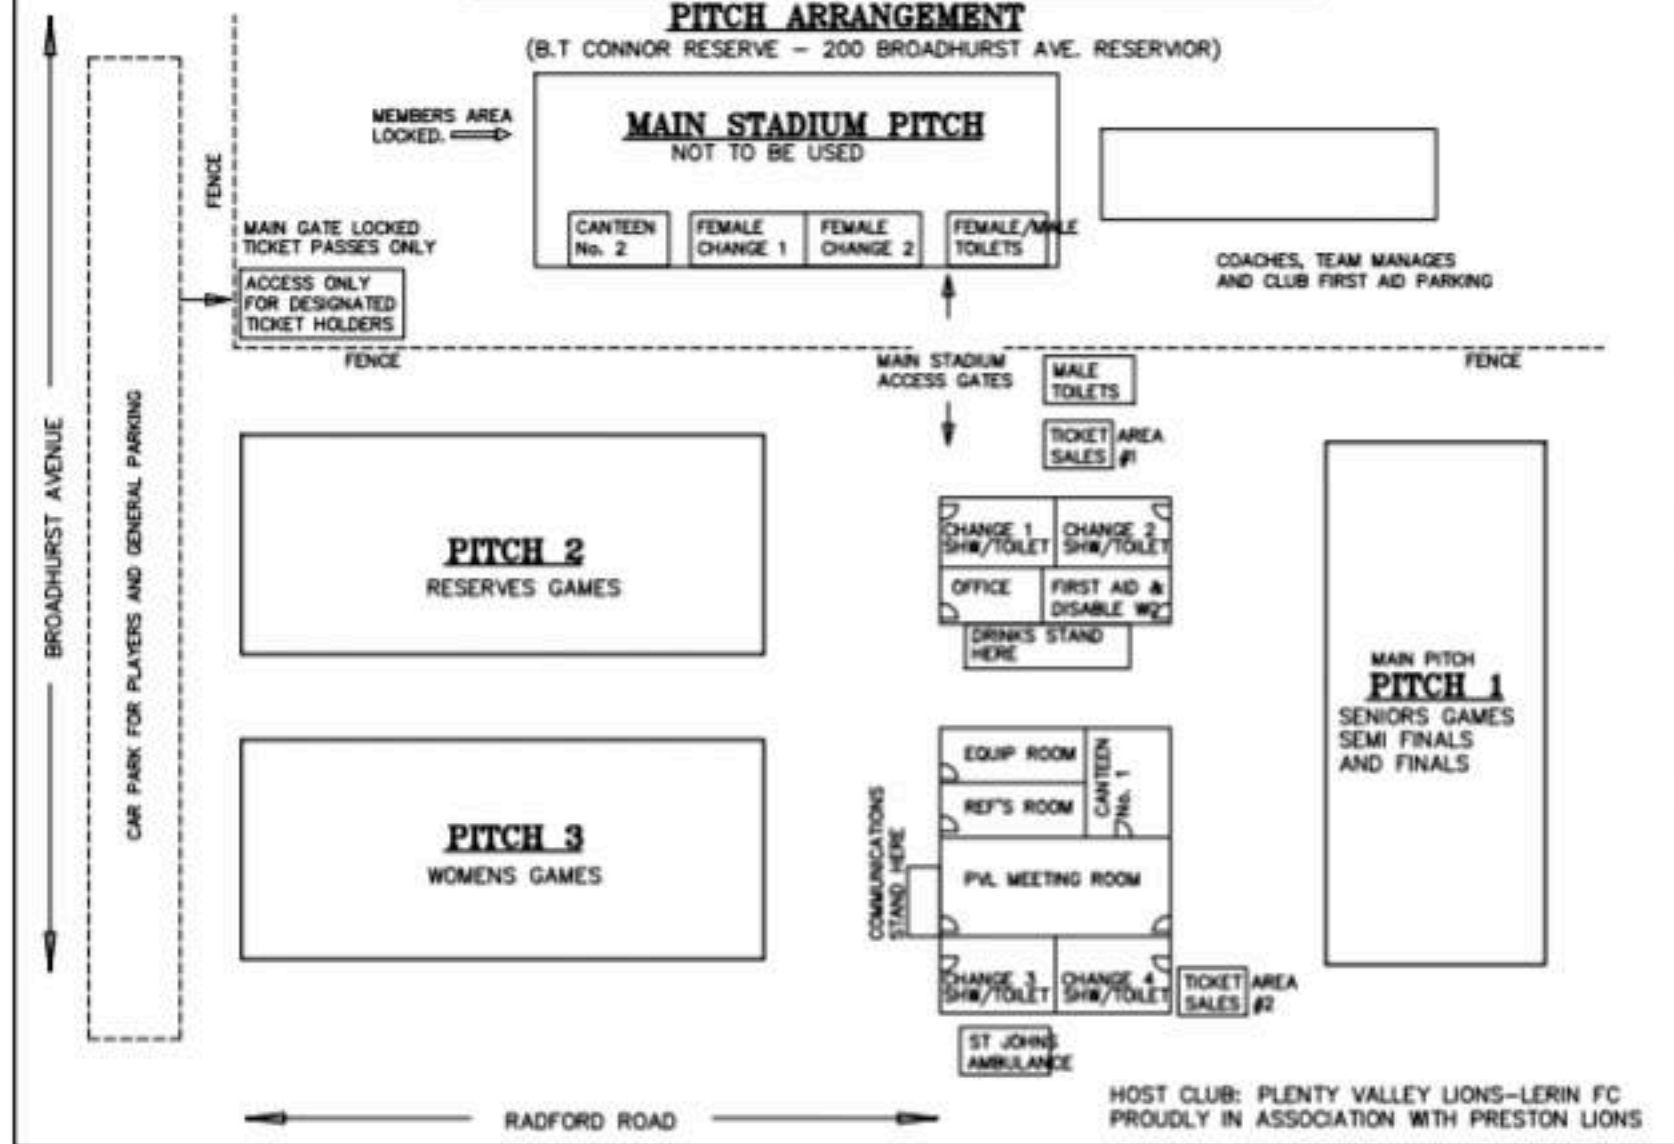 PITCH ARRANGEMENT
(B.T CONNOR RESERVE - 200 BROADHURST AVE. RESERVIOR)
MEMBERS AREA
LOCKED.
MAIN STADIUM PITCH
NOT TO BE USED
FENCE
MAIN GATE LOCKED
TICKET PASSES ONLY
CANTEEN
No. 2
FEMALE
CHANGE 1
FEMALE
CHANGE 2
FEMALE/MALE
TOILETS
COACHES, TEAM MANAGES
AND CLUB FIRST AID PARKING
ACCESS ONLY
FOR DESIGNATED
TICKET HOLDERS
FENCE
MAIN STADIUM
ACCESS GATES
FENCE
MALE
TOILETS
TICKET AREA
SALES #1
BROADHURST AVENUE
CAR PARK FOR PLAYERS AND GENERAL PARKING
PITCH 2
RESERVES GAMES
CHANGE 1
SHW/TOILET
CHANGE 2
SHW/TOILET
OFFICE
FIRST AID &
DISABLE WC
DRINKS STAND
HERE
MAIN PITCH
PITCH 1
SENIORS GAMES
SEMI FINALS
AND FINALS
PITCH 3
WOMENS GAMES
EQUIP ROOM
REF'S ROOM
CANTEEN
No. 1
COMMUNICATIONS
STAND HERE
PVL MEETING ROOM
CHANGE 3
SHW/TOILET
CHANGE 4
SHW/TOILET
TICKET AREA
SALES #2
ST JOHNS
AMBULANCE
RADFORD ROAD
HOST CLUB: PLENTY VALLEY LIONS-LERIN FC
PROUDLY IN ASSOCIATION WITH PRESTON LIONS